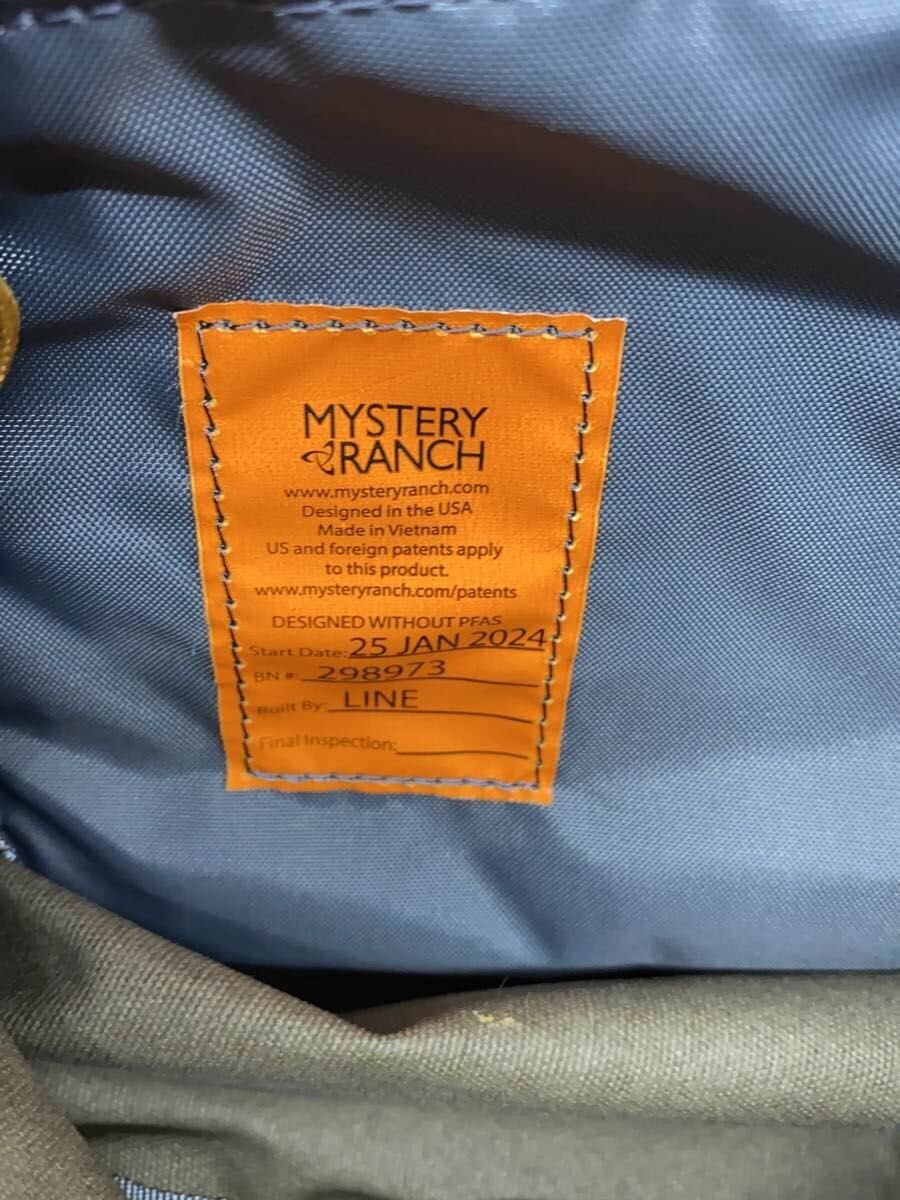 MYSTERY
RANCH
www.mysteryranch.com
Designed in the USA
Made in Vietnam
US and foreign patents apply
to this product.
www.mysteryranch.com/patents
DESIGNED WITHOUT PFAS
Start Date: 25 JAN 2024
BN #: 298973
Built By: LINE
Final Inspection: